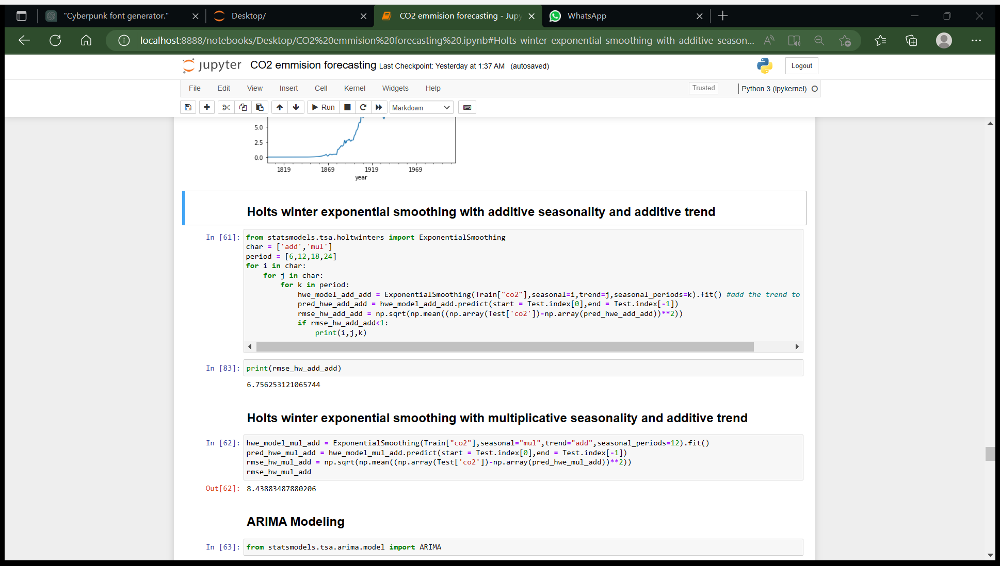 "Cyberpunk font generator."
Desktop/
CO2 emmision forecasting - Jupy
WhatsApp
localhost:8888/notebooks/Desktop/CO2%20emmision%20forecasting%20.ipynb#Holts-winter-exponential-smoothing-with-additive-season...
jupyter CO2 emmision forecasting Last Checkpoint: Yesterday at 1:37 AM (autosaved)
Logout
File Edit View Insert Cell Kernel Widgets Help
Trusted
Python 3 (ipykernel)
Run
Markdown
5.0
2.5
0.0
1819 1869 1919 1969
year
Holts winter exponential smoothing with additive seasonality and additive trend
In [61]: from statsmodels.tsa.holtwinters import ExponentialSmoothing
char = ['add','mul']
period = [6,12,18,24]
for i in char:
    for j in char:
        for k in period:
            hwe_model_add_add = ExponentialSmoothing(Train["co2"],seasonal=i,trend=j,seasonal_periods=k).fit() #add the trend to
            pred_hwe_add_add = hwe_model_add_add.predict(start = Test.index[0],end = Test.index[-1])
            rmse_hw_add_add = np.sqrt(np.mean((np.array(Test['co2'])-np.array(pred_hwe_add_add))**2))
            if rmse_hw_add_add<1:
                print(i,j,k)
In [83]: print(rmse_hw_add_add)
6.756253121065744
Holts winter exponential smoothing with multiplicative seasonality and additive trend
In [62]: hwe_model_mul_add = ExponentialSmoothing(Train["co2"],seasonal="mul",trend="add",seasonal_periods=12).fit()
pred_hwe_mul_add = hwe_model_mul_add.predict(start = Test.index[0],end = Test.index[-1])
rmse_hw_mul_add = np.sqrt(np.mean((np.array(Test['co2'])-np.array(pred_hwe_mul_add))**2))
rmse_hw_mul_add
Out[62]: 8.43883487880206
ARIMA Modeling
In [63]: from statsmodels.tsa.arima.model import ARIMA